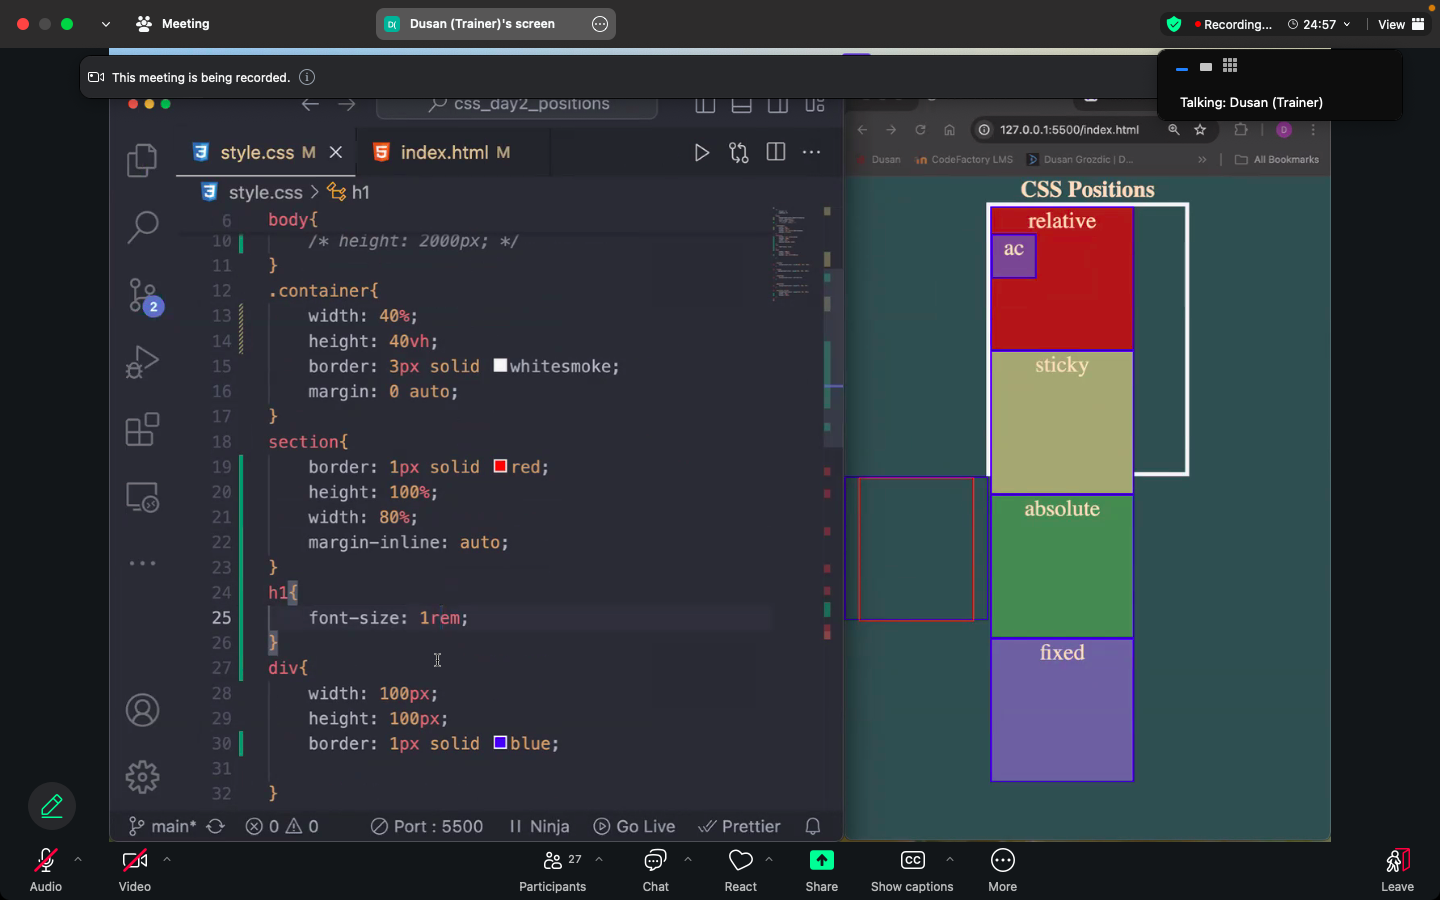 Meeting
D( Dusan (Trainer)'s screen
Recording...
24:57
View
This meeting is being recorded.
Talking: Dusan (Trainer)
css_day2_positions
style.css M
index.html M
style.css > h1
6 body{
10 /* height: 2000px; */
11 }
12 .container{
13 width: 40%;
14 height: 40vh;
15 border: 3px solid whitesmoke;
16 margin: 0 auto;
17 }
18 section{
19 border: 1px solid red;
20 height: 100%;
21 width: 80%;
22 margin-inline: auto;
23 }
24 h1{
25 font-size: 1rem;
26 }
27 div{
28 width: 100px;
29 height: 100px;
30 border: 1px solid blue;
31
32 }
2
main* 0 0 Port : 5500 Ninja Go Live Prettier
127.0.0.1:5500/index.html
D
Dusan CodeFactory LMS Dusan Grozdic | D... » All Bookmarks
CSS Positions
relative
ac
sticky
absolute
fixed
Audio
Video
27
Participants
Chat
React
Share
CC
Show captions
More
Leave